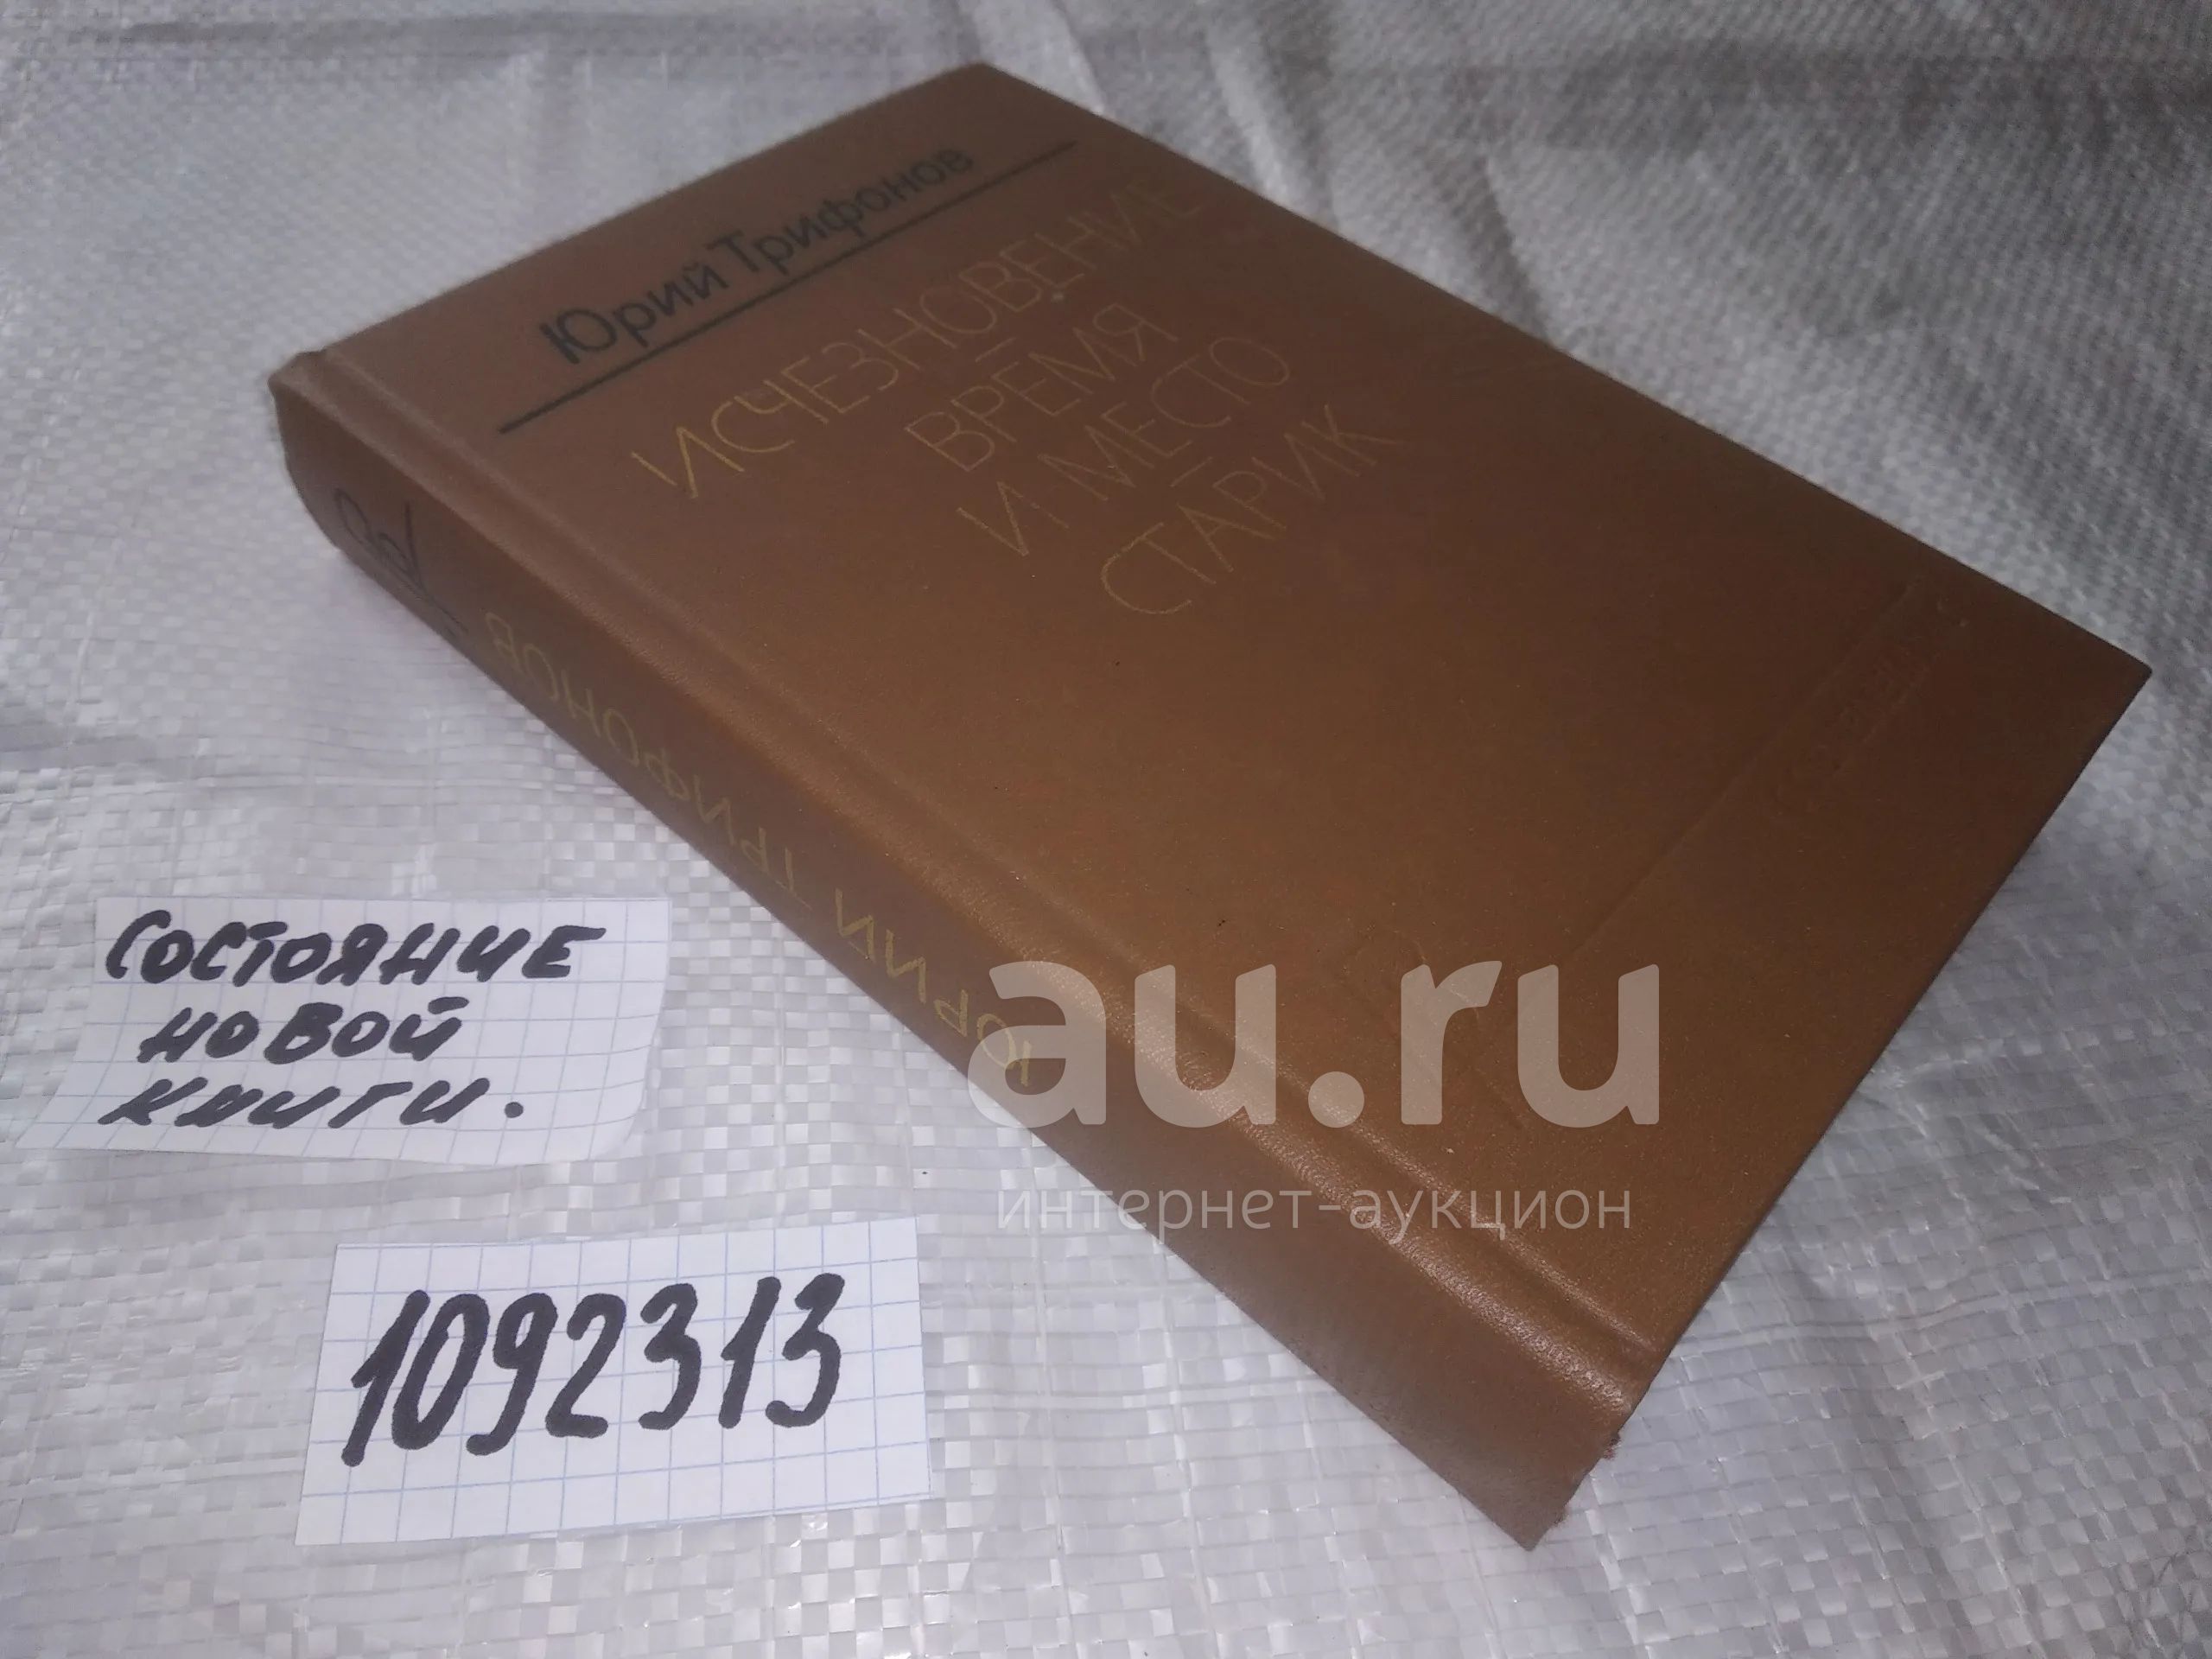 Юрий Трифонов
ИСЧЕЗНОВЕНИЕ
ВРЕМЯ
И МЕСТО
СТАРИК
ЮРИЙ ТРИФОНОВ
СОСТОЯНИЕ
НОВОЙ
КНИГИ.
1092313
au.ru
интернет-аукцион